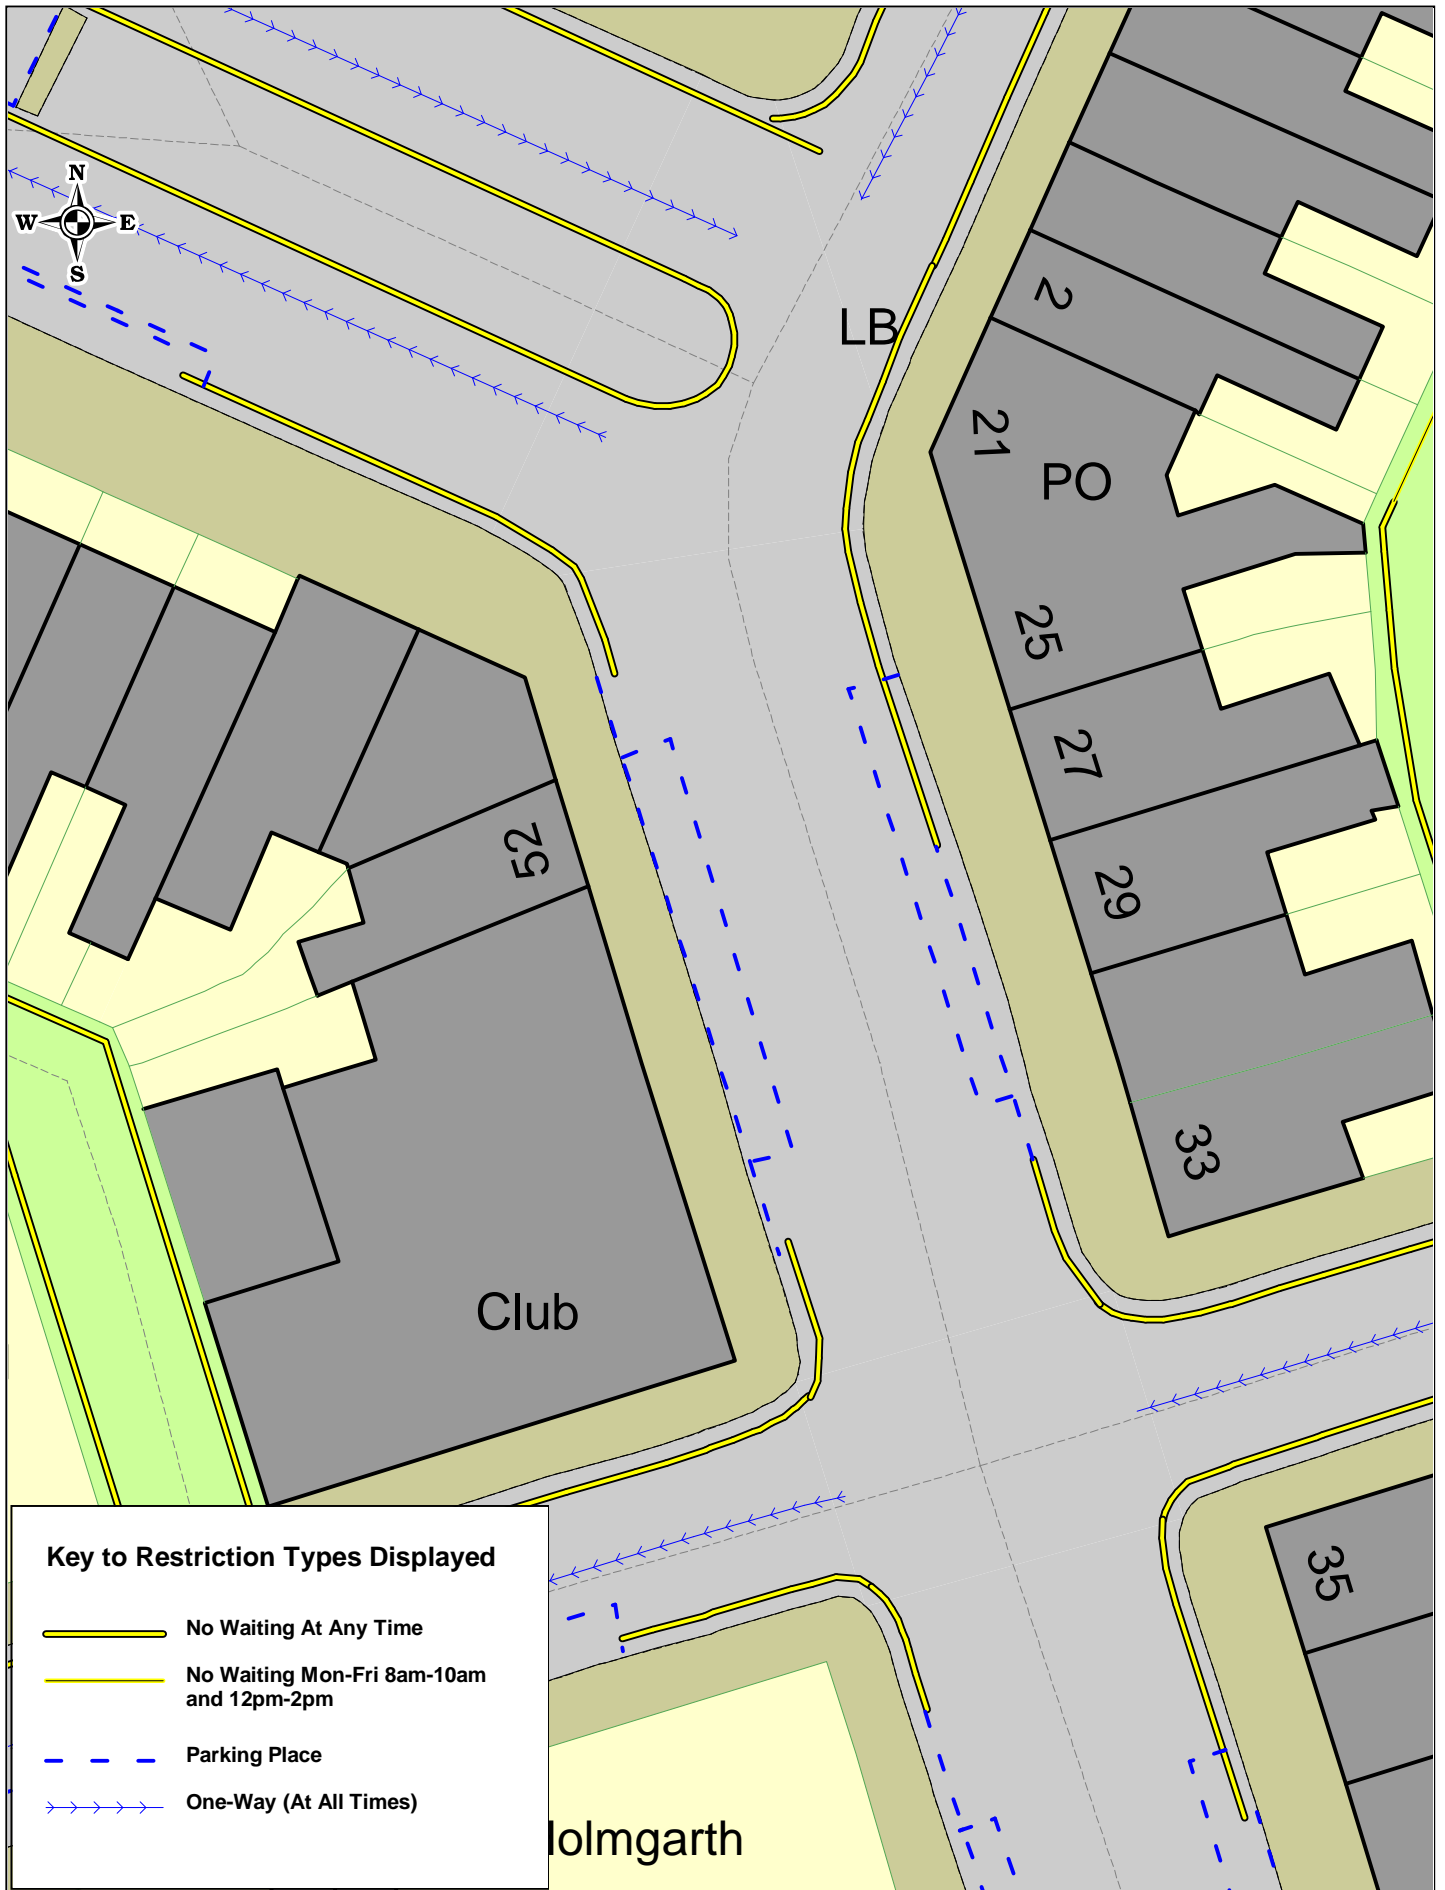 N
W E
S
2
LB
21
PO
25
27
52
29
33
Club
35
Key to Restriction Types Displayed
No Waiting At Any Time
No Waiting Mon-Fri 8am-10am
and 12pm-2pm
Parking Place
One-Way (At All Times)
olmgarth